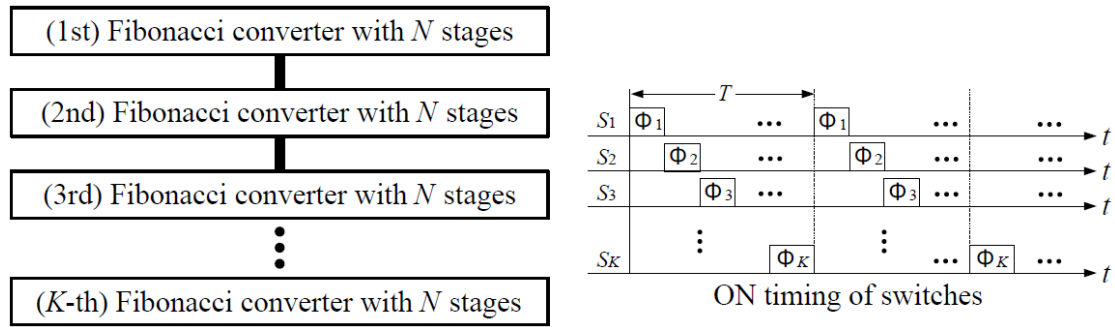 (1st) Fibonacci converter with N stages
(2nd) Fibonacci converter with N stages
(3rd) Fibonacci converter with N stages
(K-th) Fibonacci converter with N stages
T
S1 Φ1 ... Φ1 ... ... t
S2 Φ2 ... Φ2 ... ... t
S3 Φ3 ... Φ3 ... ... t
SK ΦK ... ΦK ... t
ON timing of switches